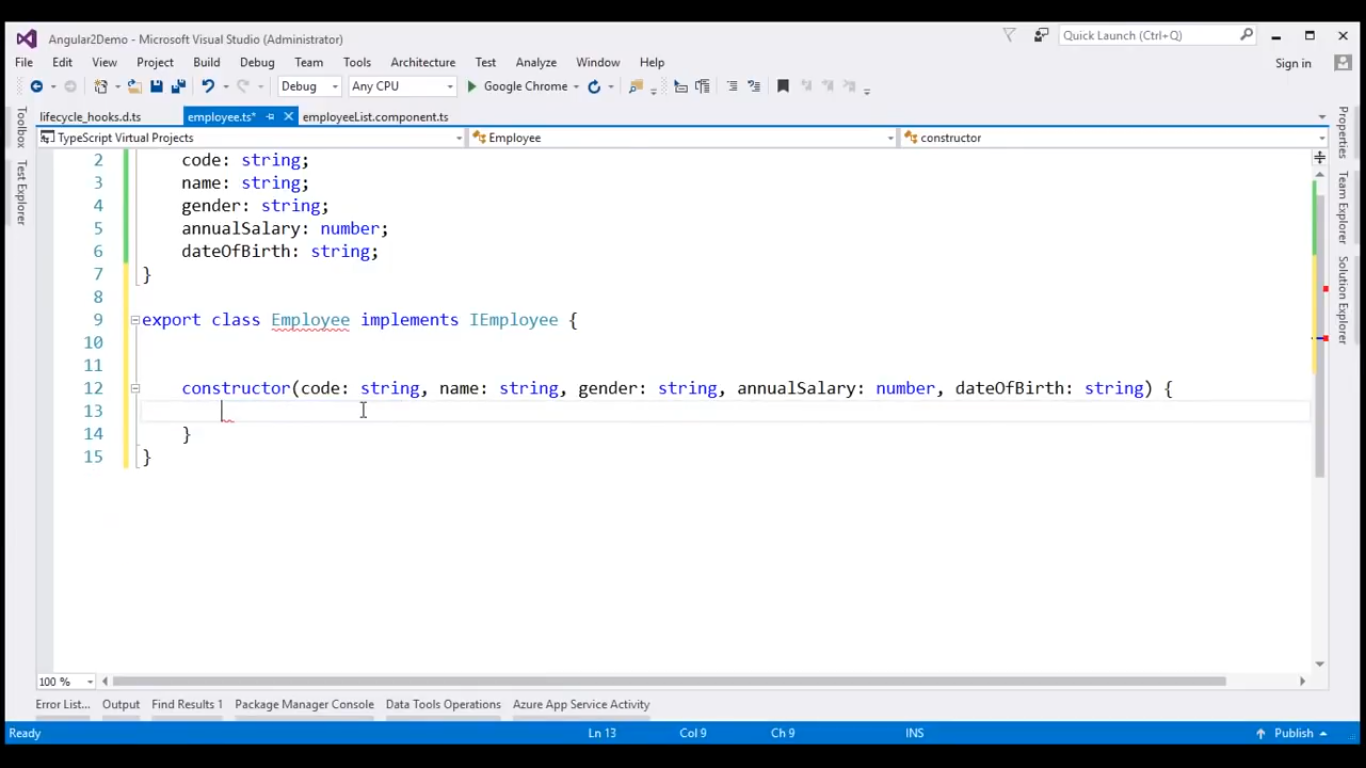 Angular2Demo - Microsoft Visual Studio (Administrator)
Quick Launch (Ctrl+Q)
File Edit View Project Build Debug Team Tools Architecture Test Analyze Window Help
Sign in
Debug Any CPU Google Chrome
lifecycle_hooks.d.ts employee.ts* employeeList.component.ts
TypeScript Virtual Projects Employee constructor
Toolbox
Test Explorer
Properties
Team Explorer
Solution Explorer
2 code: string;
3 name: string;
4 gender: string;
5 annualSalary: number;
6 dateOfBirth: string;
7 }
8
9 export class Employee implements IEmployee {
10
11
12 constructor(code: string, name: string, gender: string, annualSalary: number, dateOfBirth: string) {
13
14 }
15 }
100 %
Error List... Output Find Results 1 Package Manager Console Data Tools Operations Azure App Service Activity
Ready Ln 13 Col 9 Ch 9 INS Publish